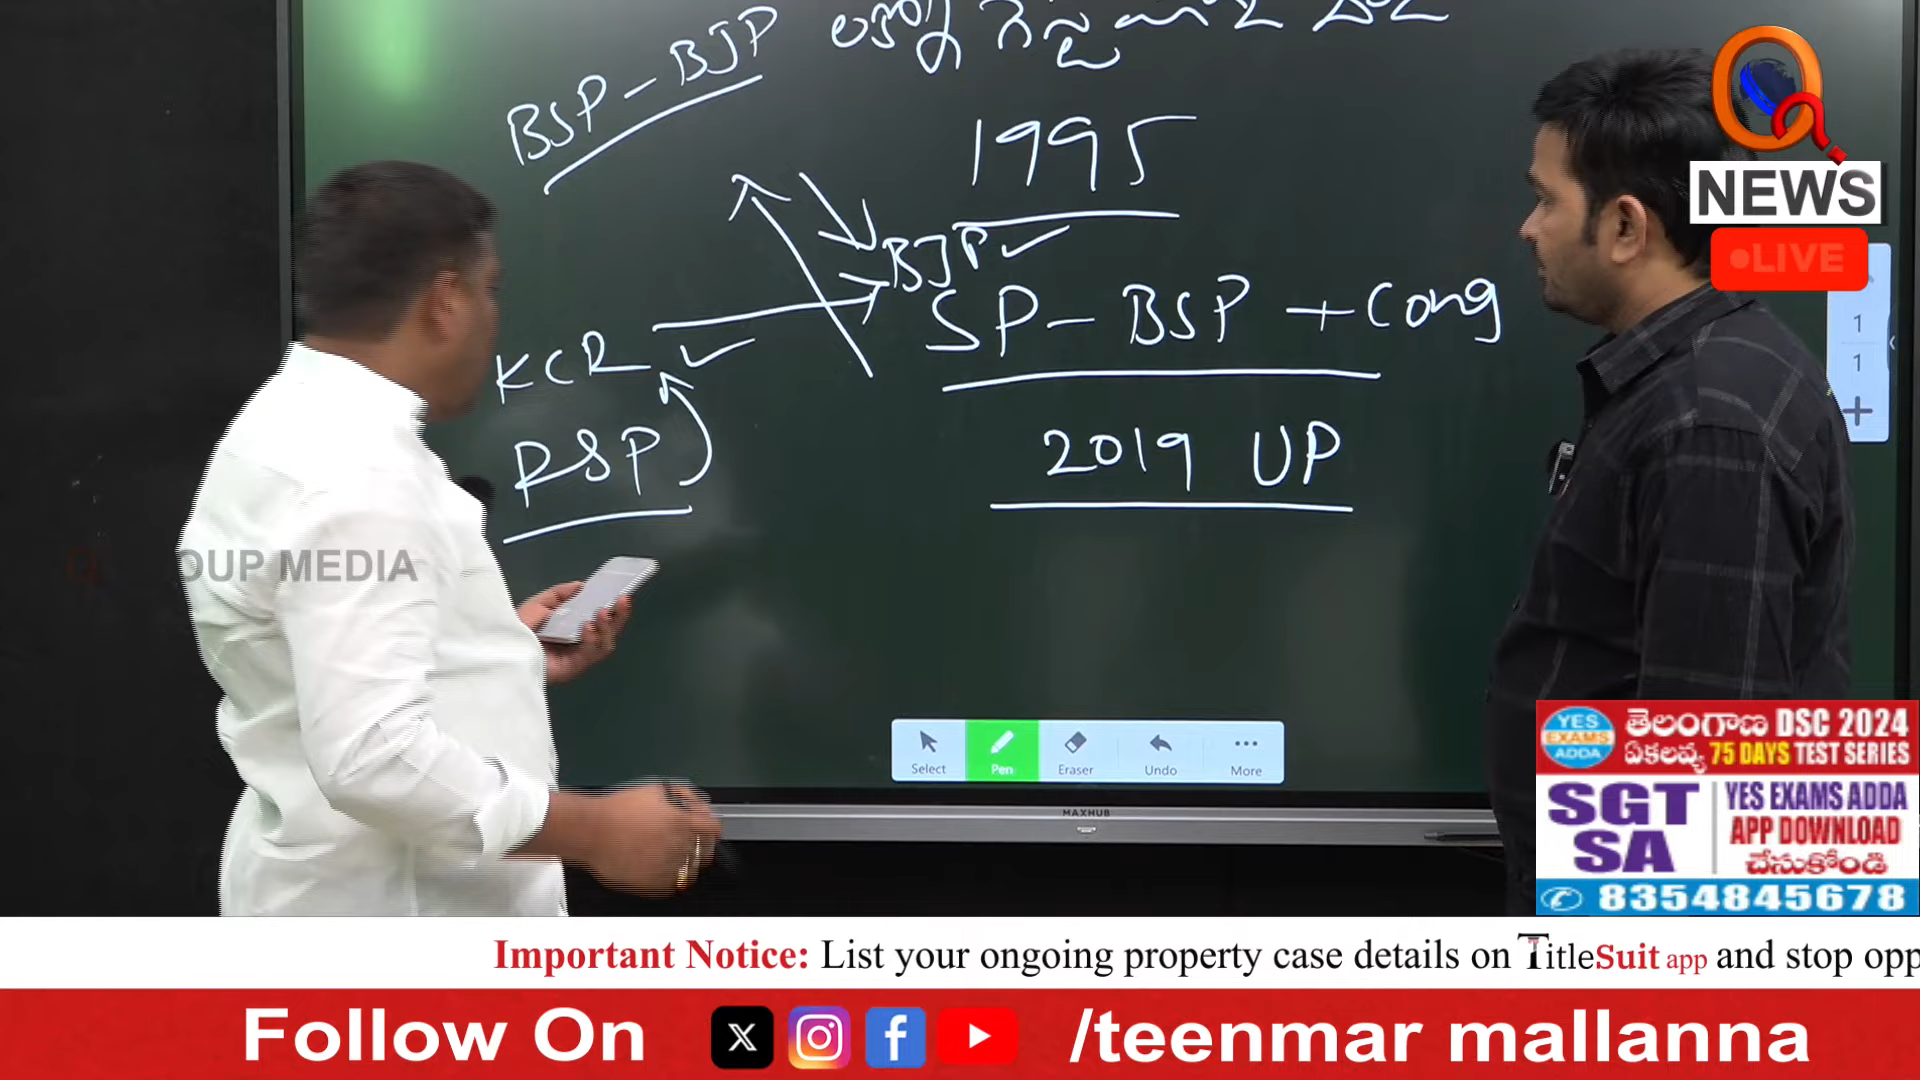 BSP - BJP
1995
BJP
SP - BSP + Cong
KCR
RSP
2019 UP
Q NEWS
LIVE
1
1
OUP MEDIA
Select Pen Eraser Undo More
MAXHUB
YES EXAMS ADDA
తెలంగాణ DSC 2024
ఏకలవ్య 75 DAYS TEST SERIES
SGT SA
YES EXAMS ADDA
APP DOWNLOAD
చేసుకోండి
8354845678
Important Notice: List your ongoing property case details on TitleSuit app and stop opp
Follow On /teenmar mallanna